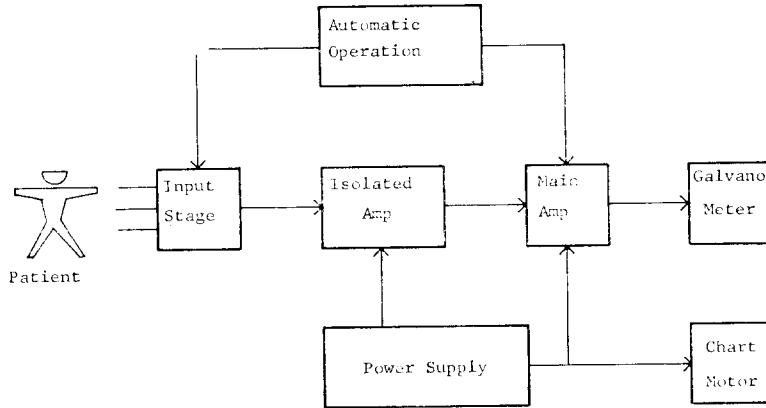 Automatic
Operation
Input
Stage
Isolated
Amp
Main
Amp
Galvano
Meter
Patient
Power Supply
Chart
Motor